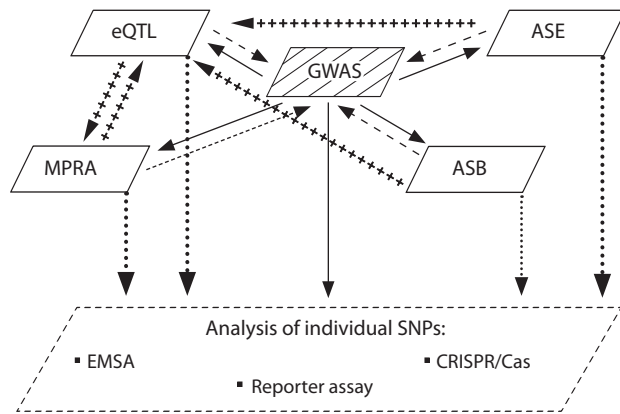 eQTL
ASE
GWAS
MPRA
ASB
Analysis of individual SNPs:
▪ EMSA
▪ CRISPR/Cas
▪ Reporter assay